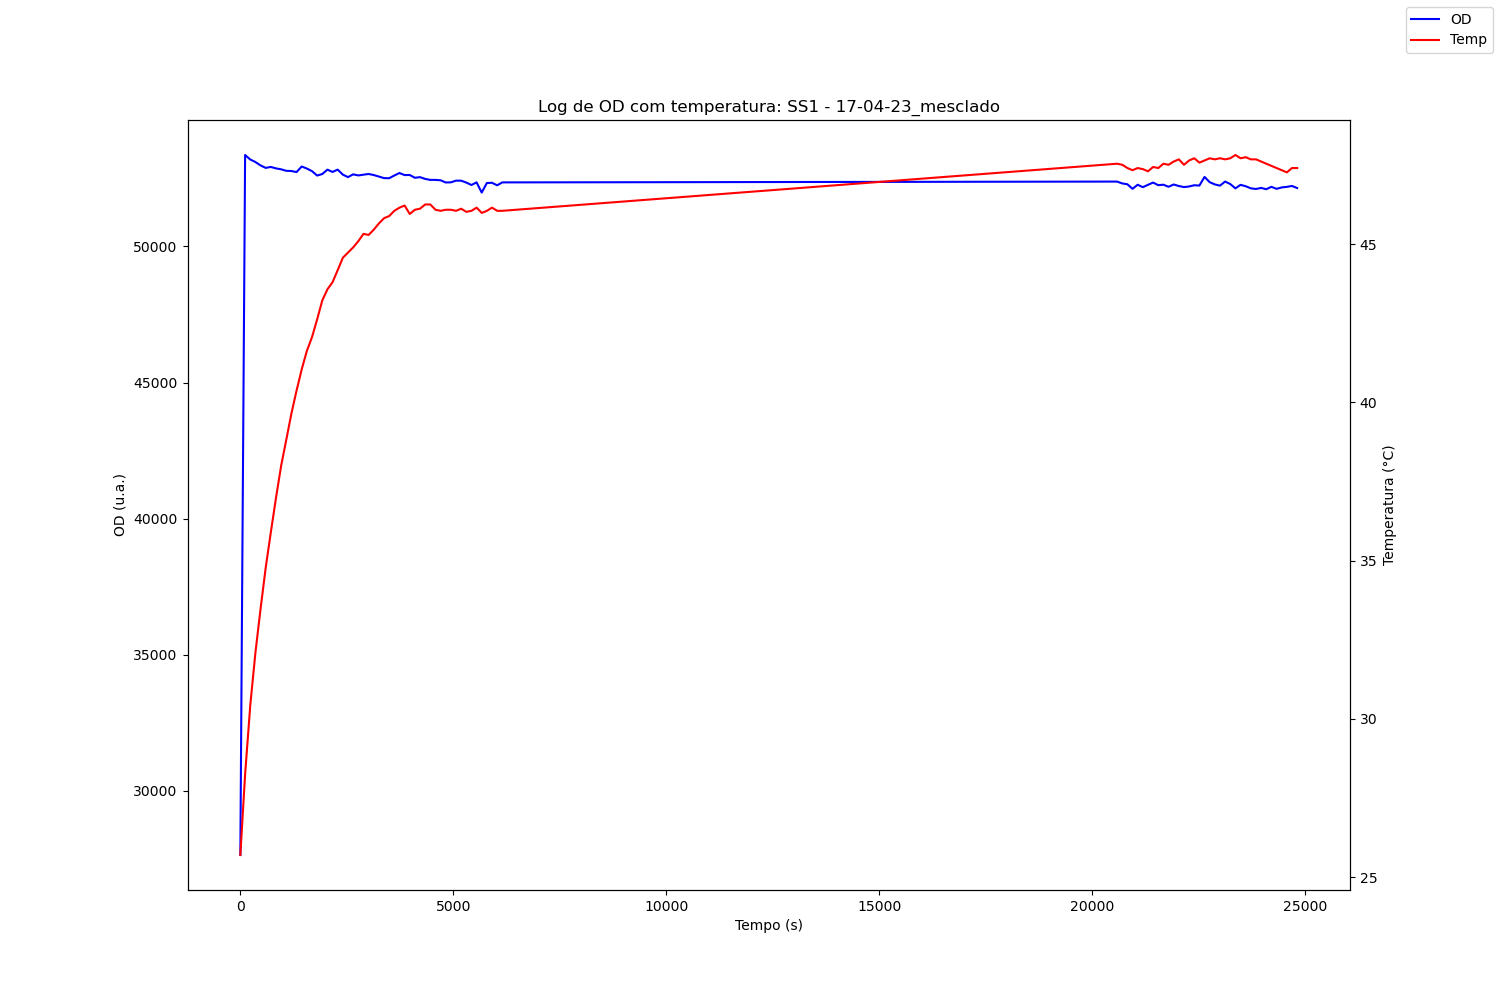 OD
Temp
Log de OD com temperatura: SS1 - 17-04-23_mesclado
50000
45000
40000
35000
30000
OD (u.a.)
45
40
35
30
25
Temperatura (°C)
0
5000
10000
15000
20000
25000
Tempo (s)